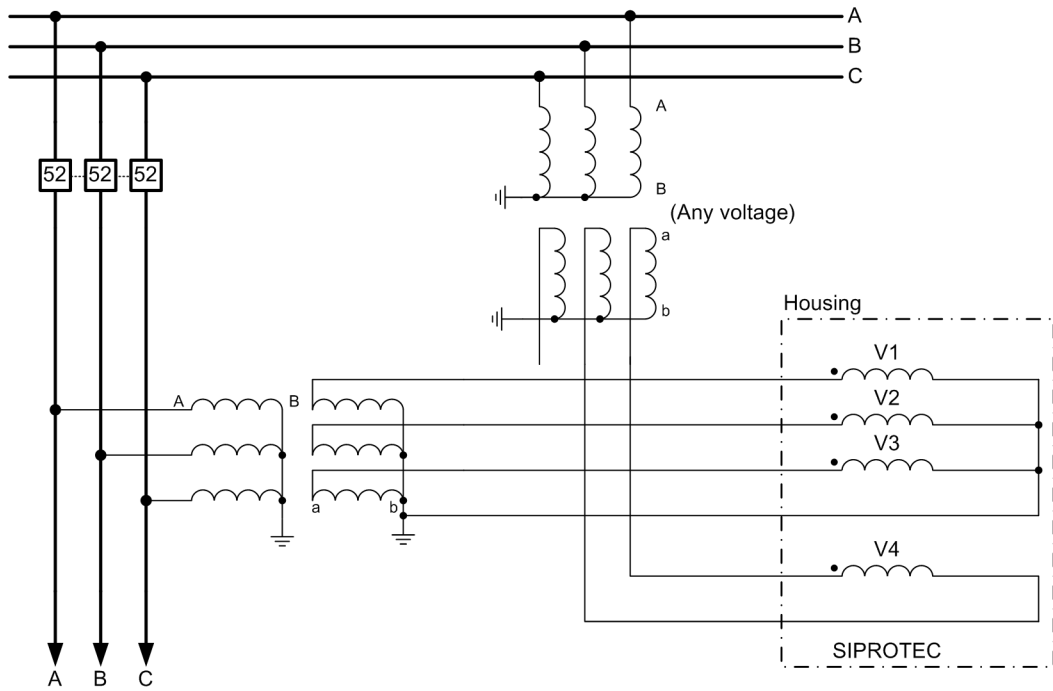 A
B
C
A
52 52 52
B
(Any voltage)
a
b
Housing
V1
A B
V2
V3
a b
V4
SIPROTEC
A B C